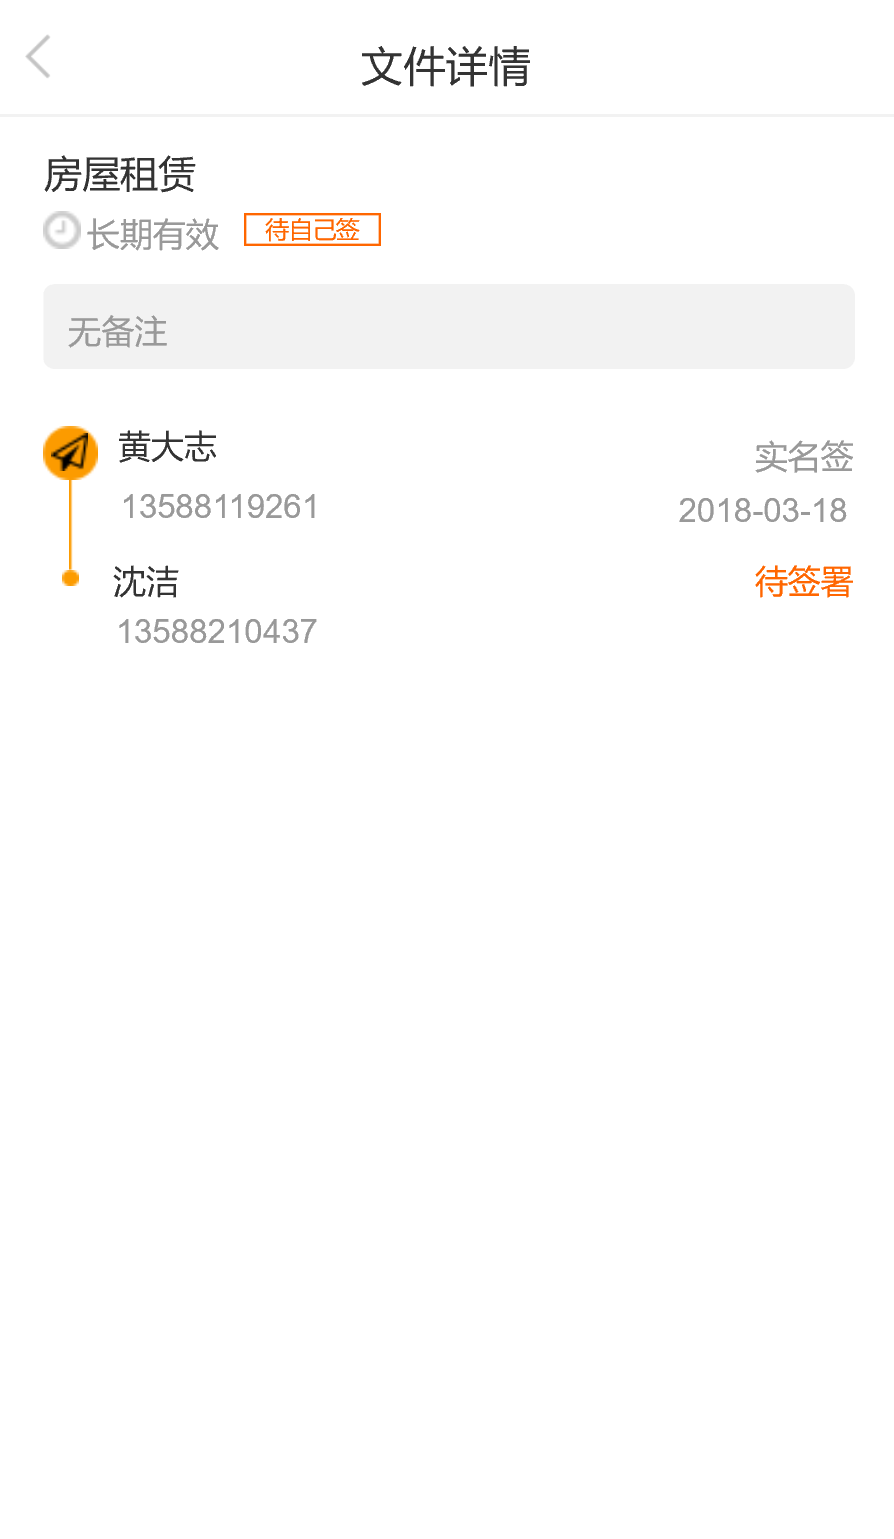 文件详情
房屋租赁
长期有效 待自己签
无备注
黄大志 实名签
13588119261 2018-03-18
沈洁 待签署
13588210437